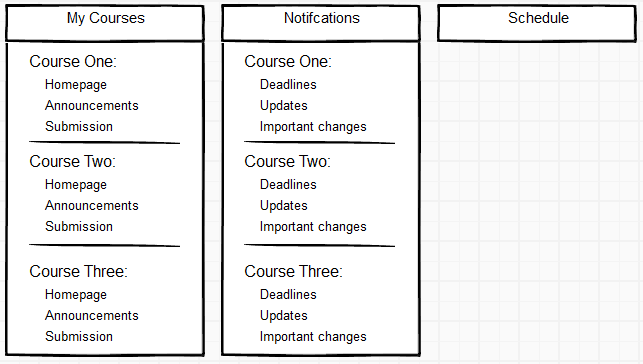 My Courses
Course One:
Homepage
Announcements
Submission
Course Two:
Homepage
Announcements
Submission
Course Three:
Homepage
Announcements
Submission
Notifcations
Course One:
Deadlines
Updates
Important changes
Course Two:
Deadlines
Updates
Important changes
Course Three:
Deadlines
Updates
Important changes
Schedule